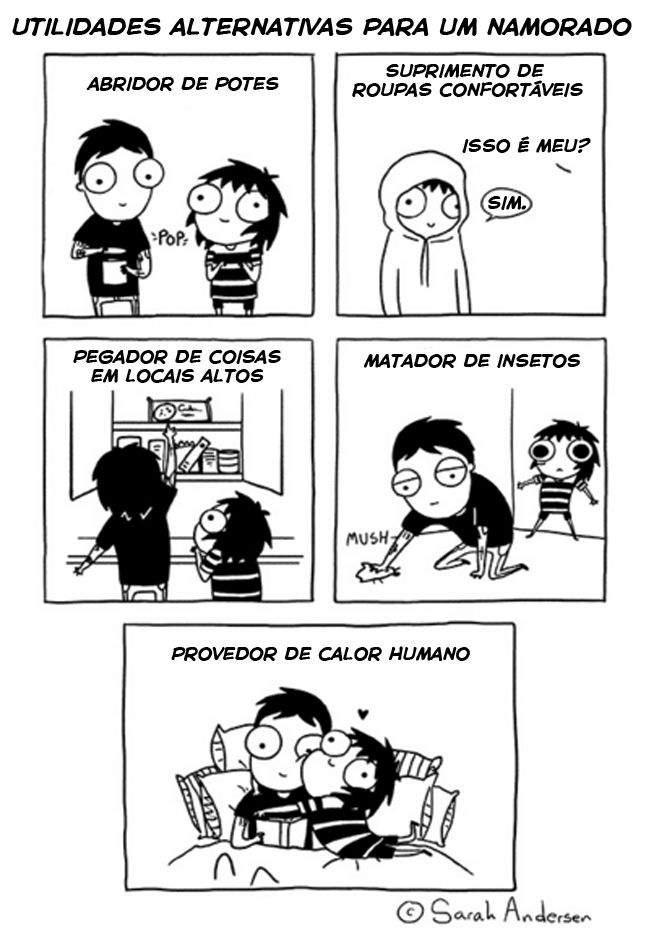 UTILIDADES ALTERNATIVAS PARA UM NAMORADO
ABRIDOR DE POTES
POP
SUPRIMENTO DE
ROUPAS CONFORTÁVEIS
ISSO É MEU?
SIM.
PEGADOR DE COISAS
EM LOCAIS ALTOS
MATADOR DE INSETOS
MUSH
PROVEDOR DE CALOR HUMANO
© Sarah Andersen